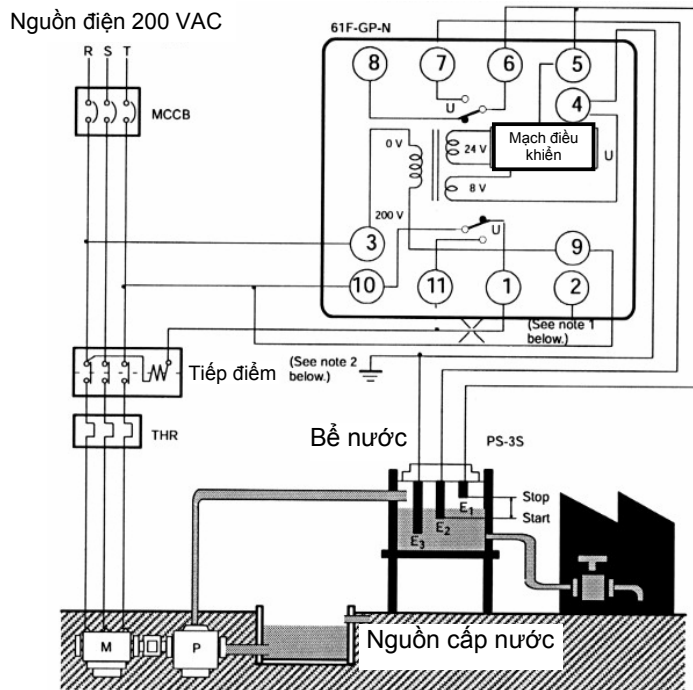 Nguồn điện 200 VAC
R S T
MCCB
61F-GP-N
8
7
6
5
4
U
0 V
24 V
8 V
Mạch điều
khiển
U
200 V
U
3
9
10
11
1
2
(See note 1
below.)
(See note 2
below.)
Tiếp điểm
THR
Bể nước
PS-3S
Stop
Start
E1
E2
E3
Nguồn cấp nước
M
P